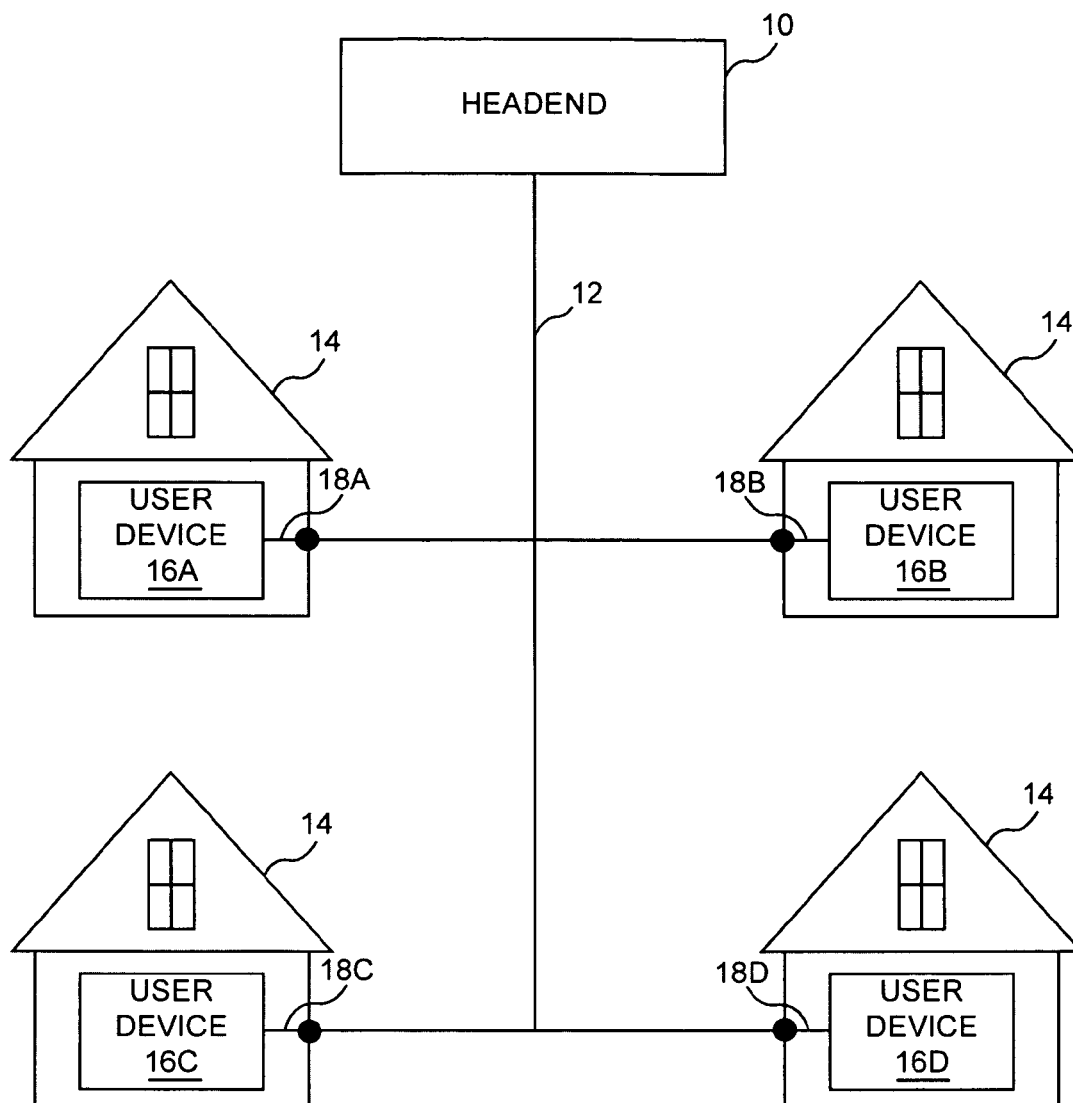 10
HEADEND
12
14
14
18A
18B
USER
DEVICE
16A
USER
DEVICE
16B
14
14
18C
18D
USER
DEVICE
16C
USER
DEVICE
16D